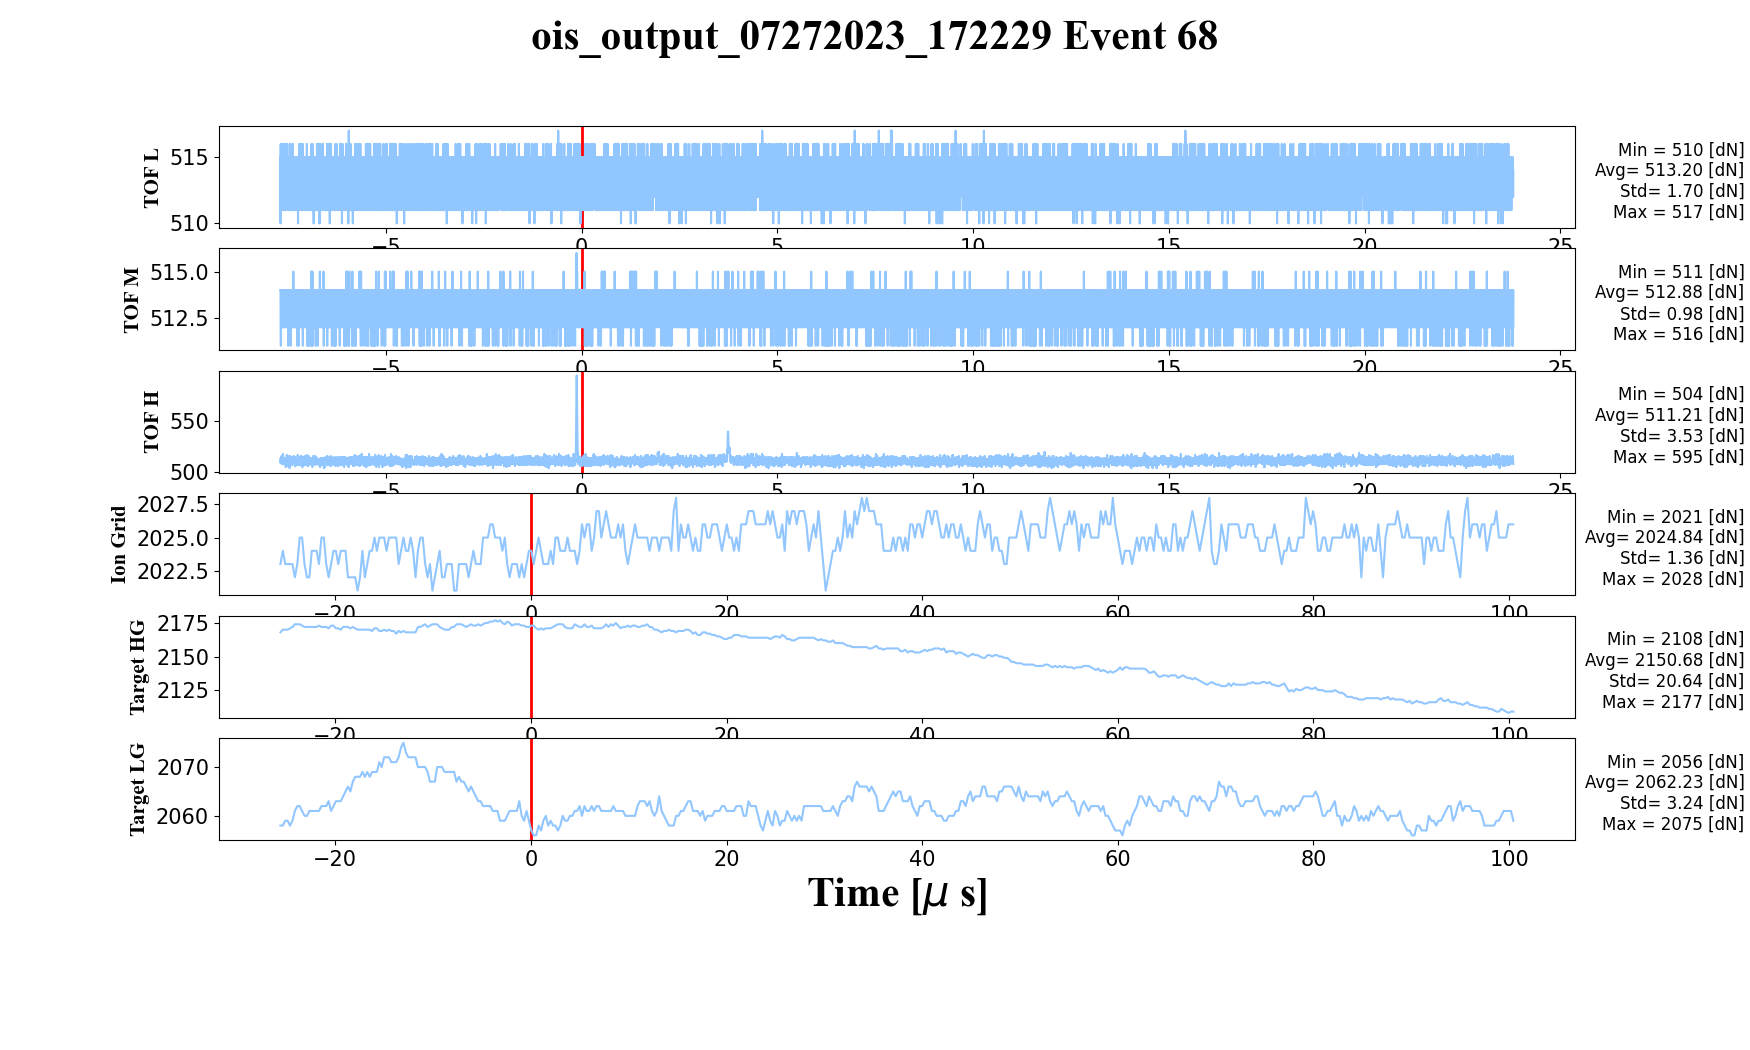 ois_output_07272023_172229 Event 68
TOF L
515
510
−5 0 5 10 15 20 25
Min = 510 [dN]
Avg= 513.20 [dN]
Std= 1.70 [dN]
Max = 517 [dN]
TOF M
515.0
512.5
−5 0 5 10 15 20 25
Min = 511 [dN]
Avg= 512.88 [dN]
Std= 0.98 [dN]
Max = 516 [dN]
TOF H
550
500
−5 0 5 10 15 20 25
Min = 504 [dN]
Avg= 511.21 [dN]
Std= 3.53 [dN]
Max = 595 [dN]
Ion Grid
2027.5
2025.0
2022.5
−20 0 20 40 60 80 100
Min = 2021 [dN]
Avg= 2024.84 [dN]
Std= 1.36 [dN]
Max = 2028 [dN]
Target HG
2175
2150
2125
−20 0 20 40 60 80 100
Min = 2108 [dN]
Avg= 2150.68 [dN]
Std= 20.64 [dN]
Max = 2177 [dN]
Target LG
2070
2060
−20 0 20 40 60 80 100
Min = 2056 [dN]
Avg= 2062.23 [dN]
Std= 3.24 [dN]
Max = 2075 [dN]
Time [μ s]